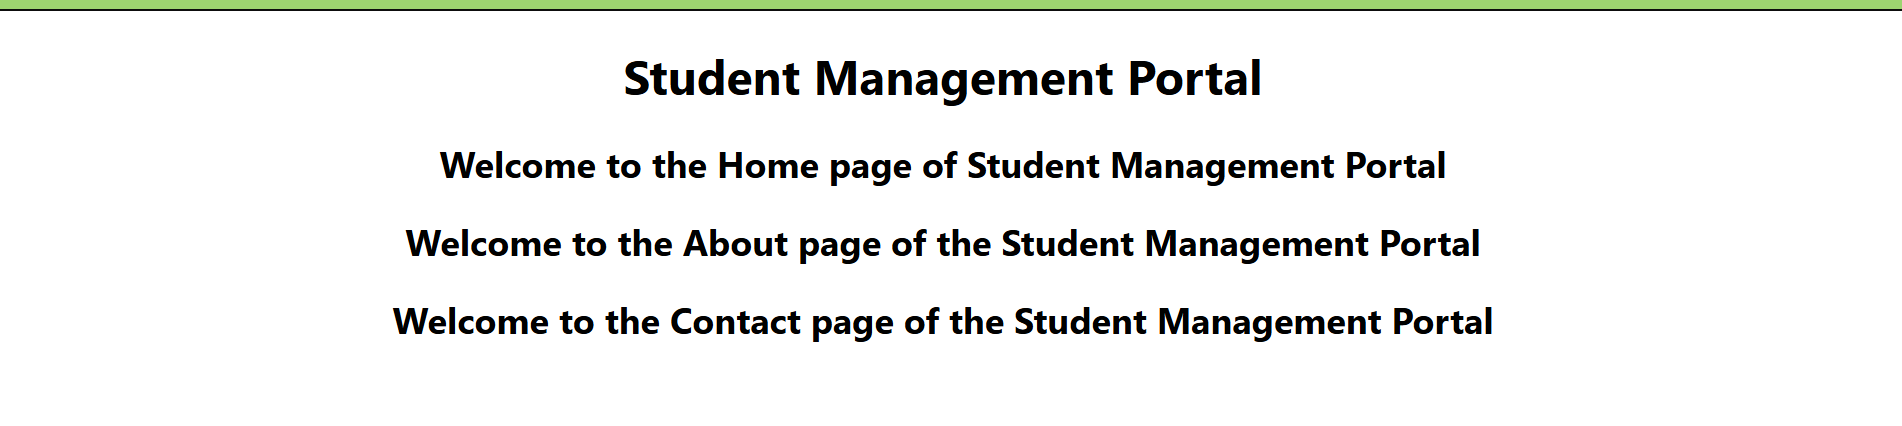 Student Management Portal
Welcome to the Home page of Student Management Portal
Welcome to the About page of the Student Management Portal
Welcome to the Contact page of the Student Management Portal